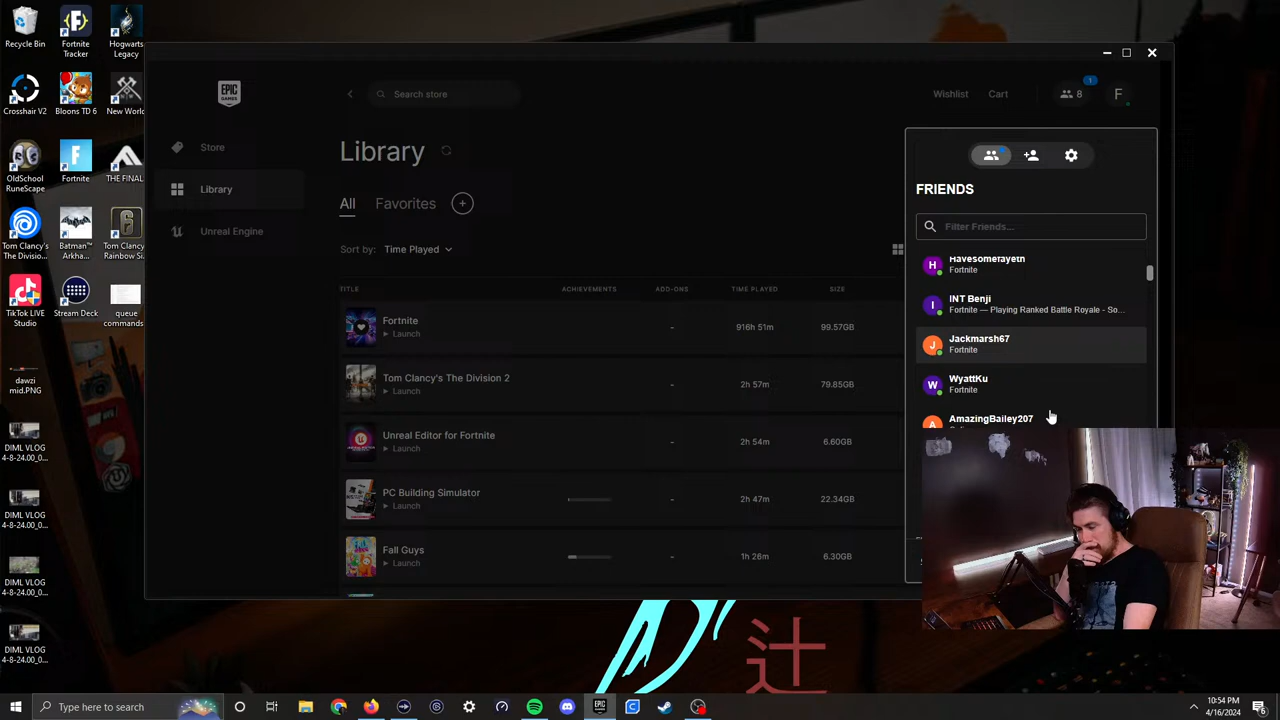 Recycle Bin
Fortnite
Tracker
Hogwarts
Legacy
Crosshair V2
Bloons TD 6
New World
OldSchool
RuneScape
Fortnite
THE FINAL...
Tom Clancy's
The Divisio...
Batman™
Arkha...
Tom Clancy
Rainbow Si...
TikTok LIVE
Studio
Stream Deck
queue
commands
dawzi
mid.PNG
DIML VLOG
4-8-24.00_0...
DIML VLOG
4-8-24.00_0...
DIML VLOG
4-8-24.00_0...
DIML VLOG
4-8-24.00_0...
EPIC
GAMES
Search store
Wishlist
Cart
8
1
F
Store
Library
Unreal Engine
Library
All
Favorites
Sort by:
Time Played
TITLE
ACHIEVEMENTS
ADD-ONS
TIME PLAYED
SIZE
Fortnite
Launch
-
916h 51m
99.57GB
Tom Clancy's The Division 2
Launch
-
2h 57m
79.85GB
Unreal Editor for Fortnite
Launch
-
2h 54m
6.60GB
PC Building Simulator
Launch
-
2h 47m
22.34GB
Fall Guys
Launch
-
1h 26m
6.30GB
FRIENDS
Filter Friends...
H
Havesomefayeth
Fortnite
I
INT Benji
Fortnite — Playing Ranked Battle Royale - So...
J
Jackmarsh67
Fortnite
W
WyattKu
Fortnite
A
AmazingBailey207
辻
Type here to search
EPIC
10:54 PM
4/16/2024
6